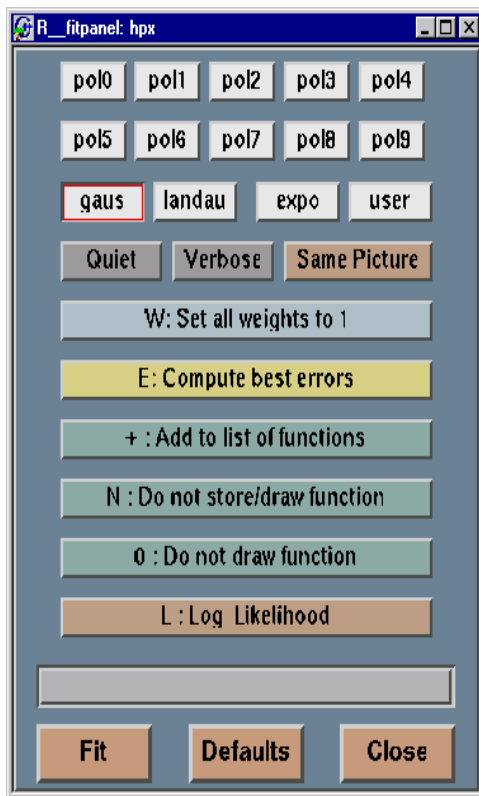 R__fitpanel: hpx
pol0 pol1 pol2 pol3 pol4
pol5 pol6 pol7 pol8 pol9
gaus landau expo user
Quiet Verbose Same Picture
W: Set all weights to 1
E: Compute best errors
+ : Add to list of functions
N : Do not store/draw function
0 : Do not draw function
L : Log Likelihood
Fit Defaults Close